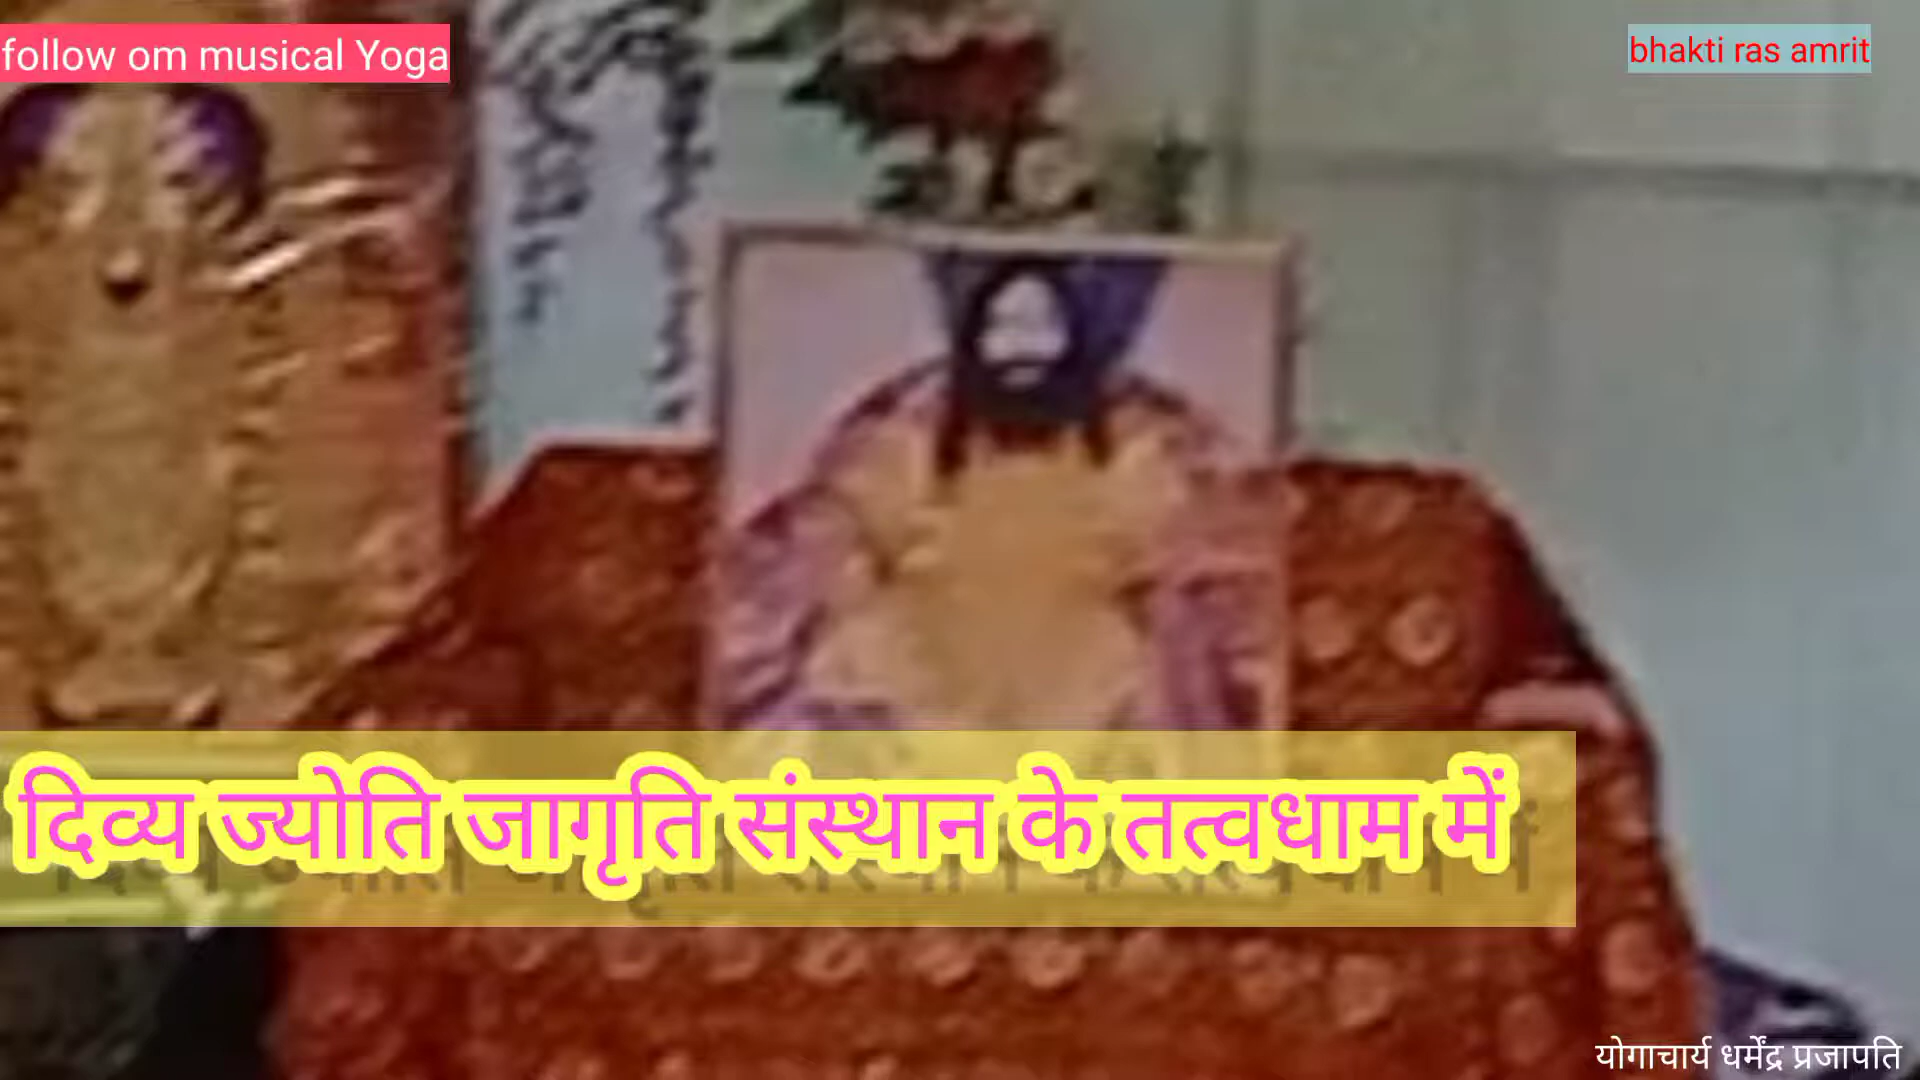 follow om musical Yoga
bhakti ras amrit
दिव्य ज्योति जागृति संस्थान के तत्वधाम में
योगाचार्य धर्मेंद्र प्रजापति